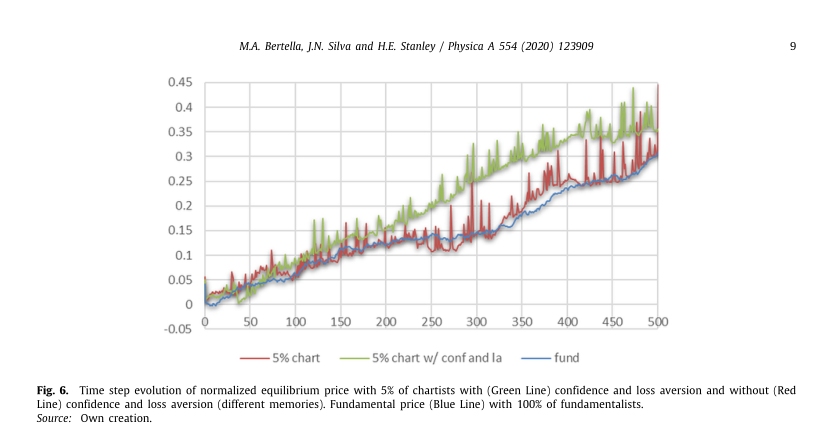 M.A. Bertella, J.N. Silva and H.E. Stanley / Physica A 554 (2020) 123909 9
0.45
0.4
0.35
0.3
0.25
0.2
0.15
0.1
0.05
0
-0.05
0 50 100 150 200 250 300 350 400 450 500
5% chart 5% chart w/ conf and la fund
Fig. 6. Time step evolution of normalized equilibrium price with 5% of chartists with (Green Line) confidence and loss aversion and without (Red
Line) confidence and loss aversion (different memories). Fundamental price (Blue Line) with 100% of fundamentalists.
Source: Own creation.